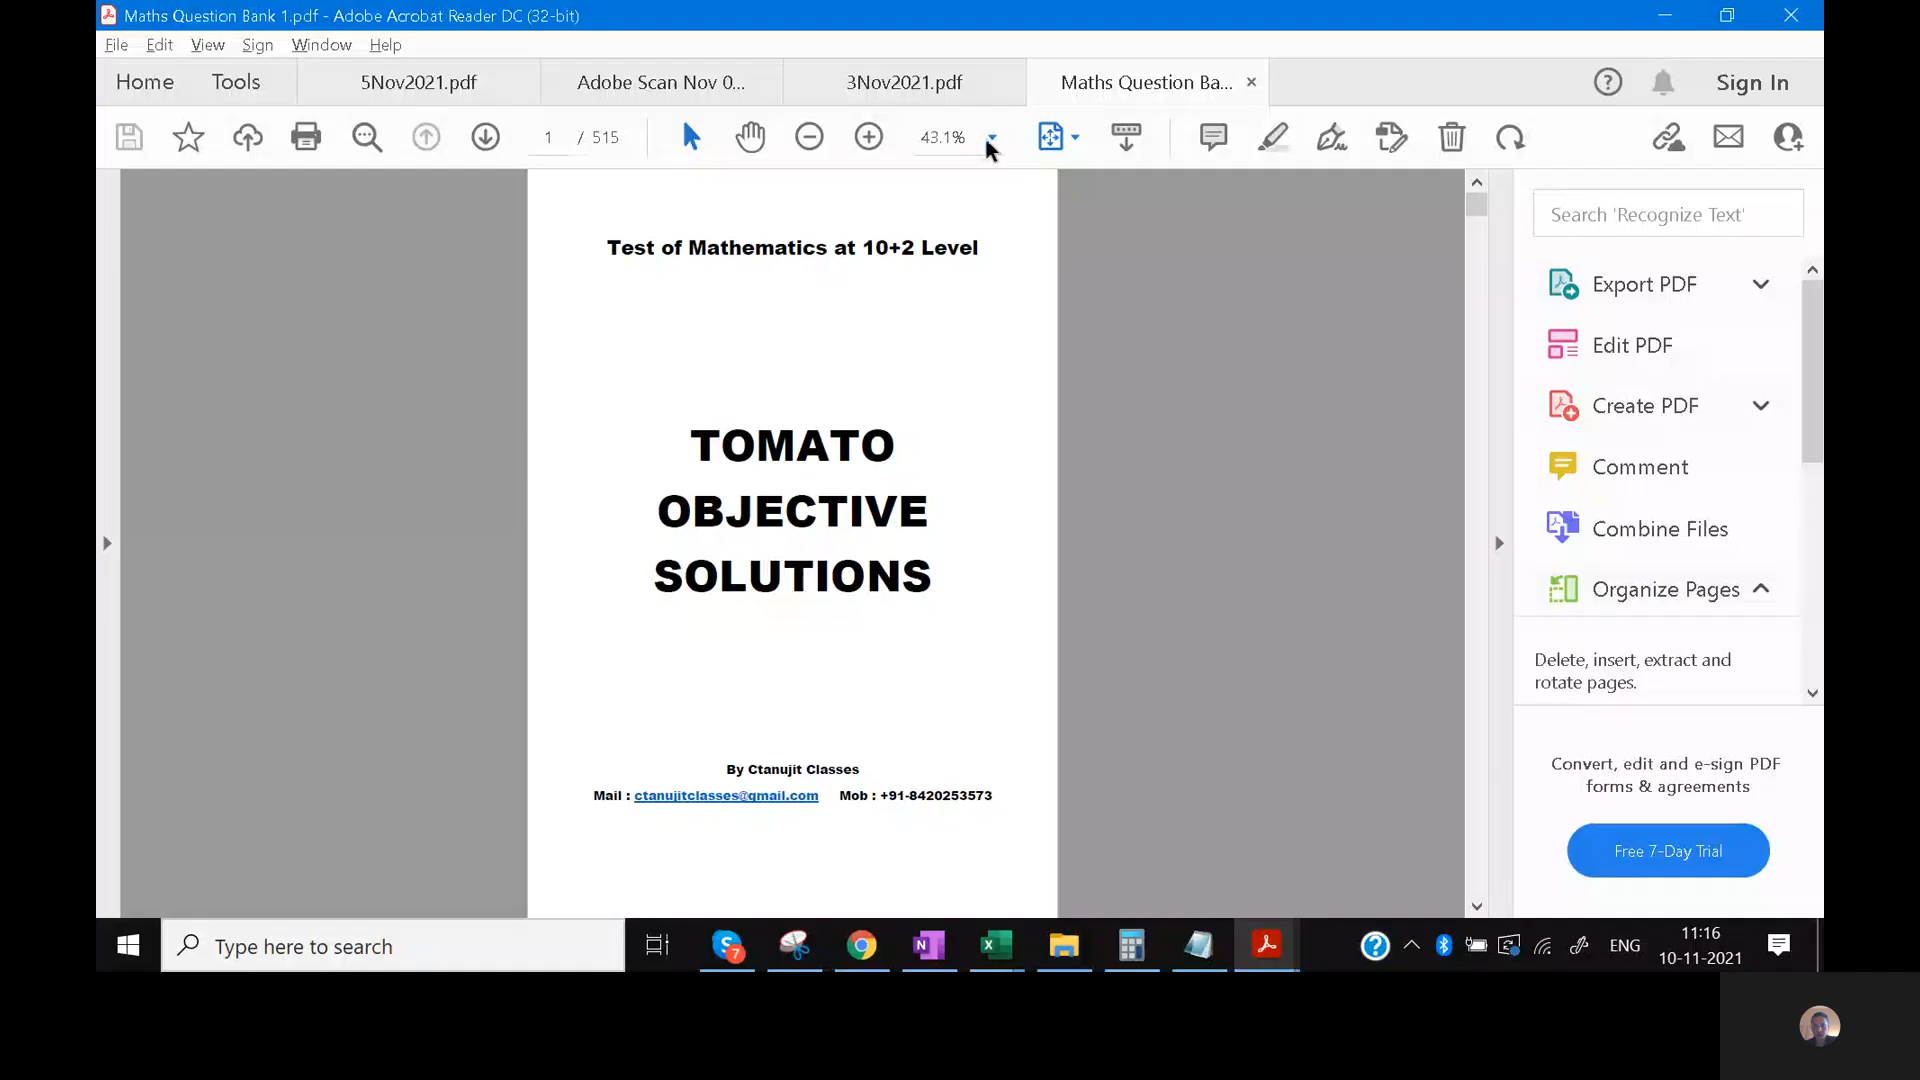 Maths Question Bank 1.pdf - Adobe Acrobat Reader DC (32-bit)
File Edit View Sign Window Help
Home Tools 5Nov2021.pdf Adobe Scan Nov 0... 3Nov2021.pdf Maths Question Ba... Sign In
1 / 515 43.1%
Search 'Recognize Text'
Test of Mathematics at 10+2 Level
TOMATO
OBJECTIVE
SOLUTIONS
By Ctanujit Classes
Mail : ctanujitclasses@gmail.com Mob : +91-8420253573
Export PDF
Edit PDF
Create PDF
Comment
Combine Files
Organize Pages
Delete, insert, extract and
rotate pages.
Convert, edit and e-sign PDF
forms & agreements
Free 7-Day Trial
Type here to search
7
ENG
11:16
10-11-2021